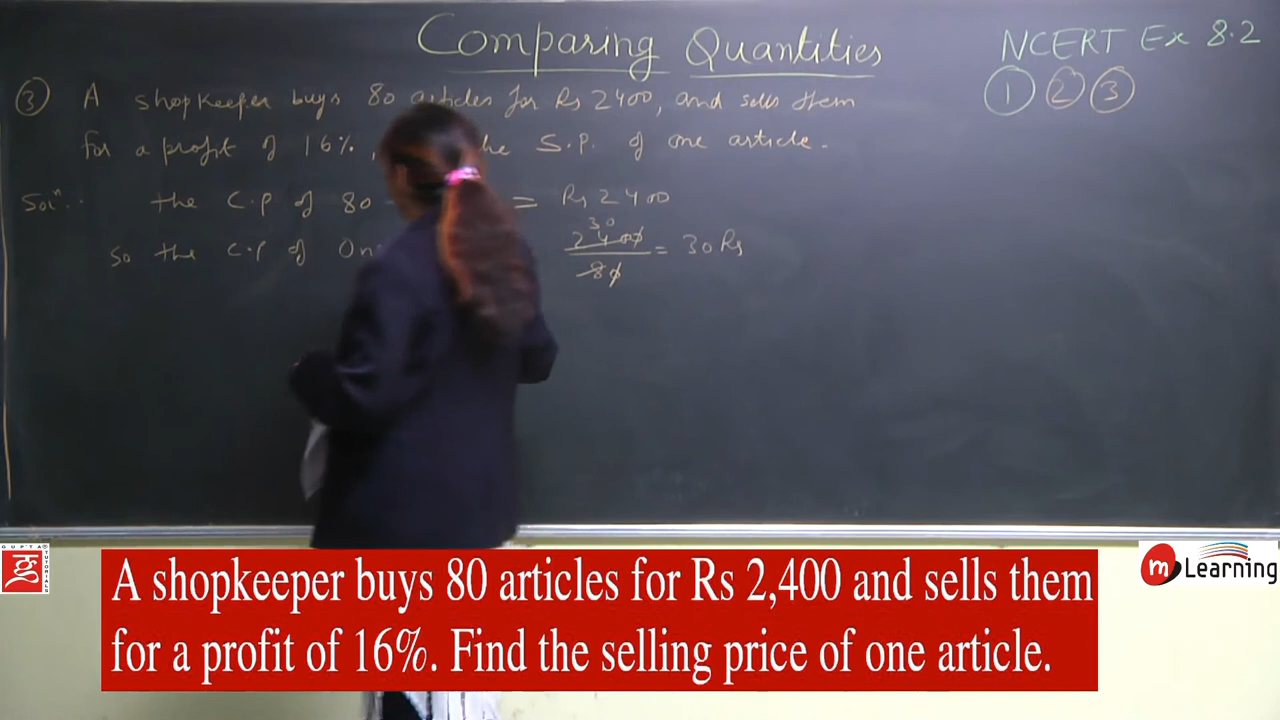 Comparing Quantities
NCERT Ex 8.2
1 2 3
3 A shopkeeper buys 80 articles for Rs 2400, and sells them
for a profit of 16%, the S.P. of one article.
Soln.. the C.P of 80 = Rs 2400
30
so the C.P of 2400 = 30 Rs
80
GUPTA TUTORIAL
A shopkeeper buys 80 articles for Rs 2,400 and sells them
for a profit of 16%. Find the selling price of one article.
m Learning